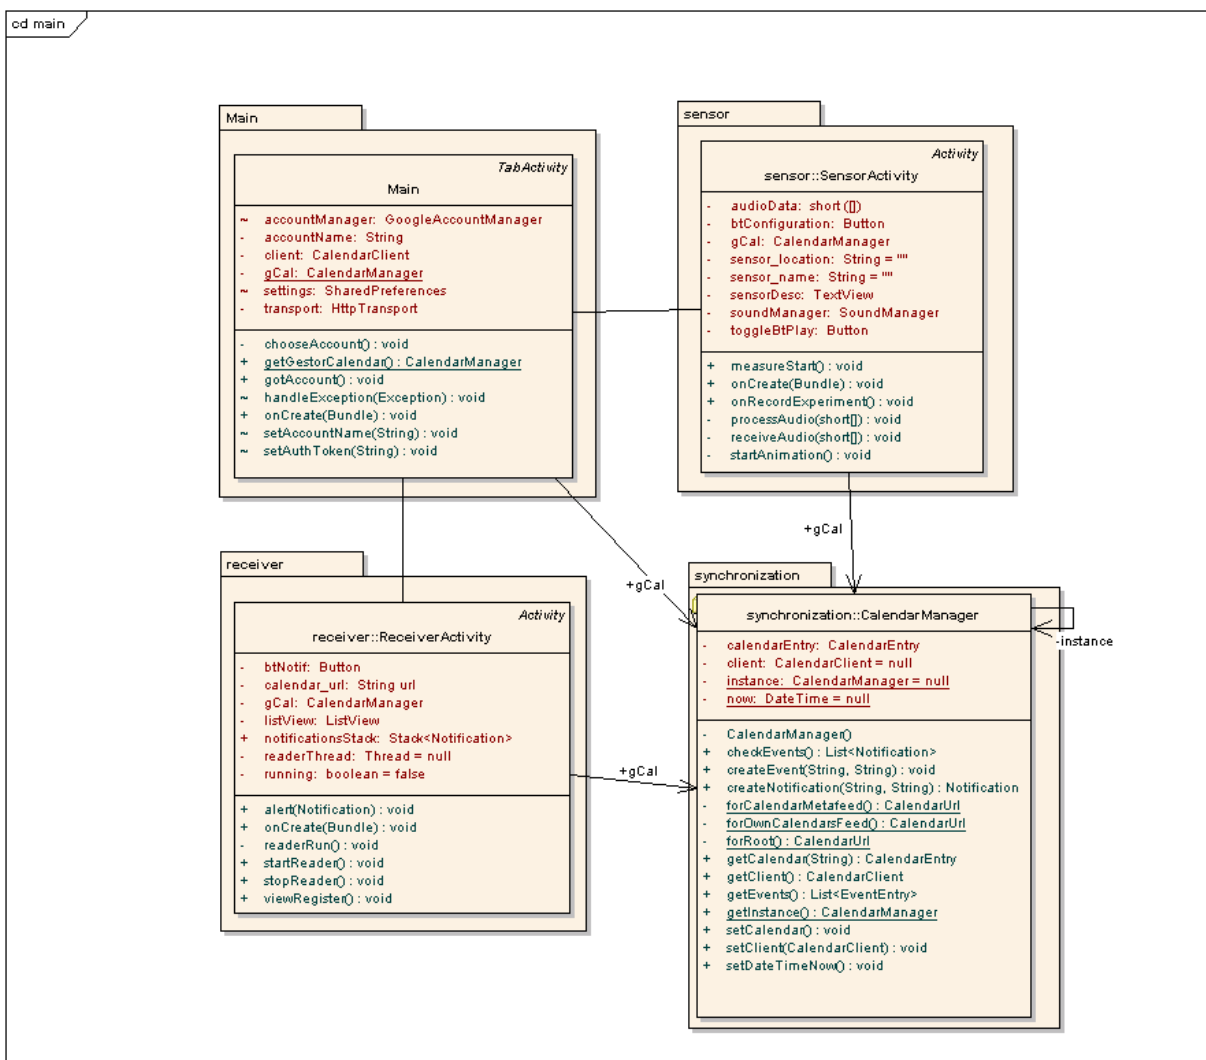 cd main
Main
TabActivity
Main
~ accountManager: GoogleAccountManager
- accountName: String
- client: CalendarClient
- gCal: CalendarManager
~ settings: SharedPreferences
- transport: HttpTransport
- chooseAccount() : void
+ getGestorCalendar() : CalendarManager
+ gotAccount() : void
~ handleException(Exception) : void
+ onCreate(Bundle) : void
~ setAccountName(String) : void
~ setAuthToken(String) : void
sensor
Activity
sensor::SensorActivity
- audioData: short ([])
- btConfiguration: Button
- gCal: CalendarManager
- sensor_location: String = ""
- sensor_name: String = ""
- sensorDesc: TextView
- soundManager: SoundManager
- toggleBtPlay: Button
+ measureStart() : void
+ onCreate(Bundle) : void
+ onRecordExperiment() : void
- processAudio(short[]) : void
- receiveAudio(short[]) : void
- startAnimation() : void
+gCal
+gCal
receiver
Activity
receiver::ReceiverActivity
- btNotif: Button
- calendar_url: String url
- gCal: CalendarManager
- listView: ListView
+ notificationsStack: Stack<Notification>
- readerThread: Thread = null
- running: boolean = false
+ alert(Notification) : void
+ onCreate(Bundle) : void
- readerRun() : void
+ startReader() : void
+ stopReader() : void
+ viewRegister() : void
+gCal
synchronization
synchronization::CalendarManager
-instance
- calendarEntry: CalendarEntry
- client: CalendarClient = null
- instance: CalendarManager = null
- now: DateTime = null
- CalendarManager()
+ checkEvents() : List<Notification>
+ createEvent(String, String) : void
+ createNotification(String, String) : Notification
- forCalendarMetafeed() : CalendarUrl
- forOwnCalendarsFeed() : CalendarUrl
- forRoot() : CalendarUrl
+ getCalendar(String) : CalendarEntry
+ getClient() : CalendarClient
+ getEvents() : List<EventEntry>
+ getInstance() : CalendarManager
+ setCalendar() : void
+ setClient(CalendarClient) : void
+ setDateTimeNow() : void